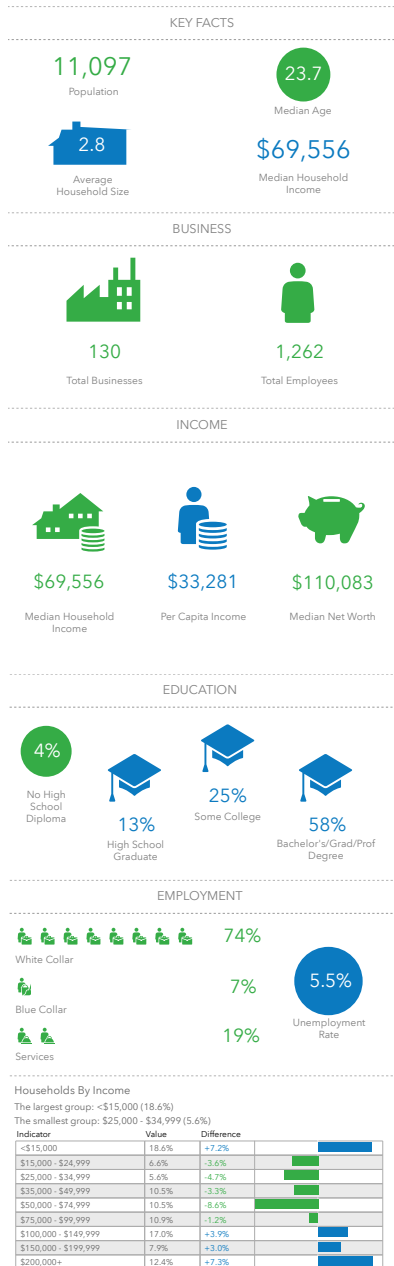 KEY FACTS
11,097
Population
23.7
Median Age
2.8
Average
Household Size
$69,556
Median Household
Income
BUSINESS
130
Total Businesses
1,262
Total Employees
INCOME
$69,556
Median Household
Income
$33,281
Per Capita Income
$110,083
Median Net Worth
EDUCATION
4%
No High
School
Diploma
13%
High School
Graduate
25%
Some College
58%
Bachelor's/Grad/Prof
Degree
EMPLOYMENT
74%
White Collar
7%
Blue Collar
19%
Services
5.5%
Unemployment
Rate
Households By Income
The largest group: <$15,000 (18.6%)
The smallest group: $25,000 - $34,999 (5.6%)
Indicator Value Difference
<$15,000 18.6% +7.2%
$15,000 - $24,999 6.6% -3.6%
$25,000 - $34,999 5.6% -4.7%
$35,000 - $49,999 10.5% -3.3%
$50,000 - $74,999 10.5% -8.6%
$75,000 - $99,999 10.9% -1.2%
$100,000 - $149,999 17.0% +3.9%
$150,000 - $199,999 7.9% +3.0%
$200,000+ 12.4% +7.3%